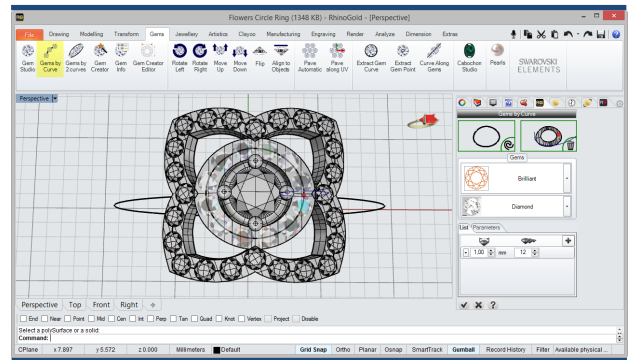 Flowers Circle Ring (1348 KB) - RhinoGold - [Perspective]
File Drawing Modelling Transform Gems Jewellery Artistics Clayoo Manufacturing Engraving Render Analyze Dimension Extras
Gem Studio
Gems by Curve
Gems by 2 curves
Gem Creator
Gem Info
Gem Creator Editor
Rotate Left
Rotate Right
Move Up
Move Down
Flip
Align to Objects
Pave Automatic
Pave along UV
Extract Gem Curve
Extract Gem Point
Curve Along Gems
Cabochon Studio
Pearls
SWAROVSKI
ELEMENTS
Perspective
Gems by Curve
Gems
Brilliant
Diamond
List Parameters
1,00 mm 12
Perspective Top Front Right
End Near Point Mid Cen Int Perp Tan Quad Knot Vertex Project Disable
Select a polySurface or a solid:
Command:
CPlane x 7.897 y 5.572 z 0.000 Millimeters Default Grid Snap Ortho Planar Osnap SmartTrack Gumball Record History Filter Available physical ...